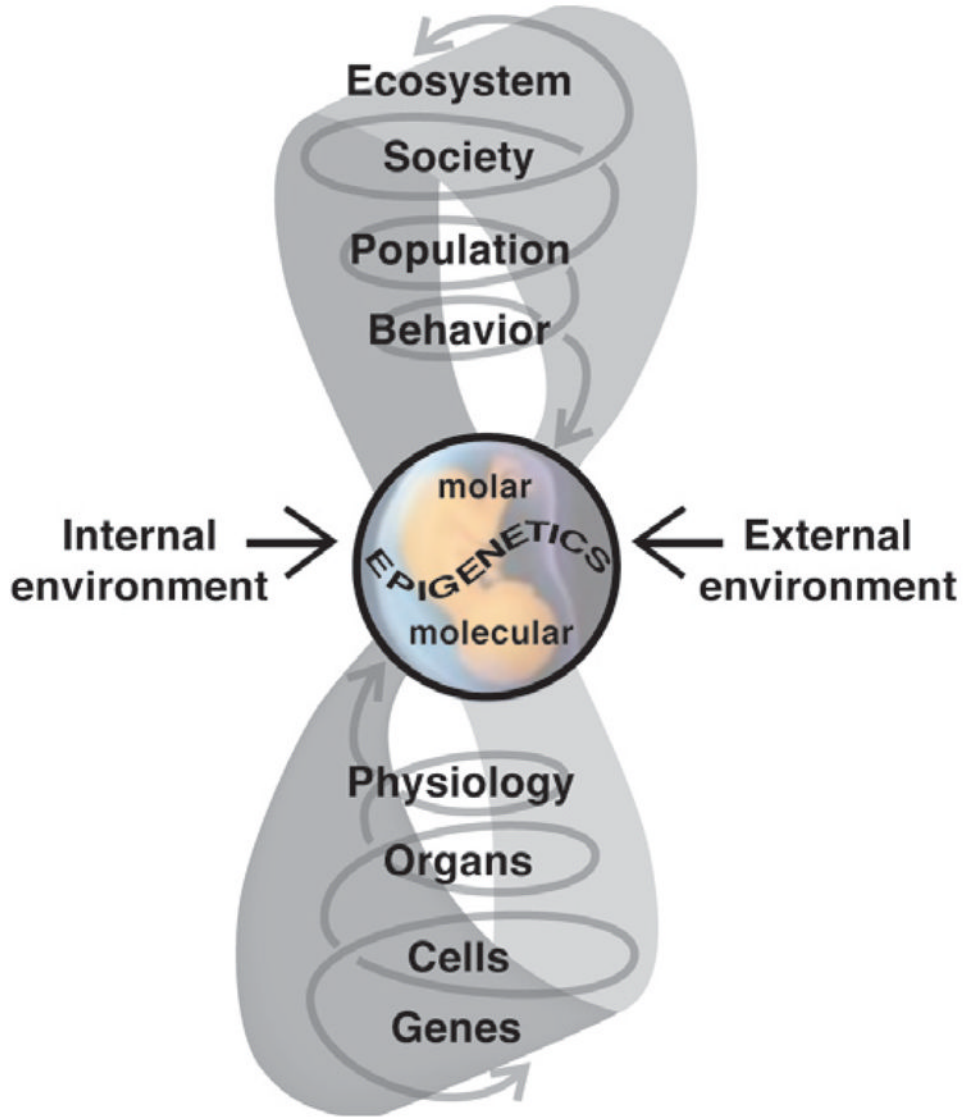 Ecosystem
Society
Population
Behavior
molar
Internal
environment
EPIGENETICS
External
environment
molecular
Physiology
Organs
Cells
Genes